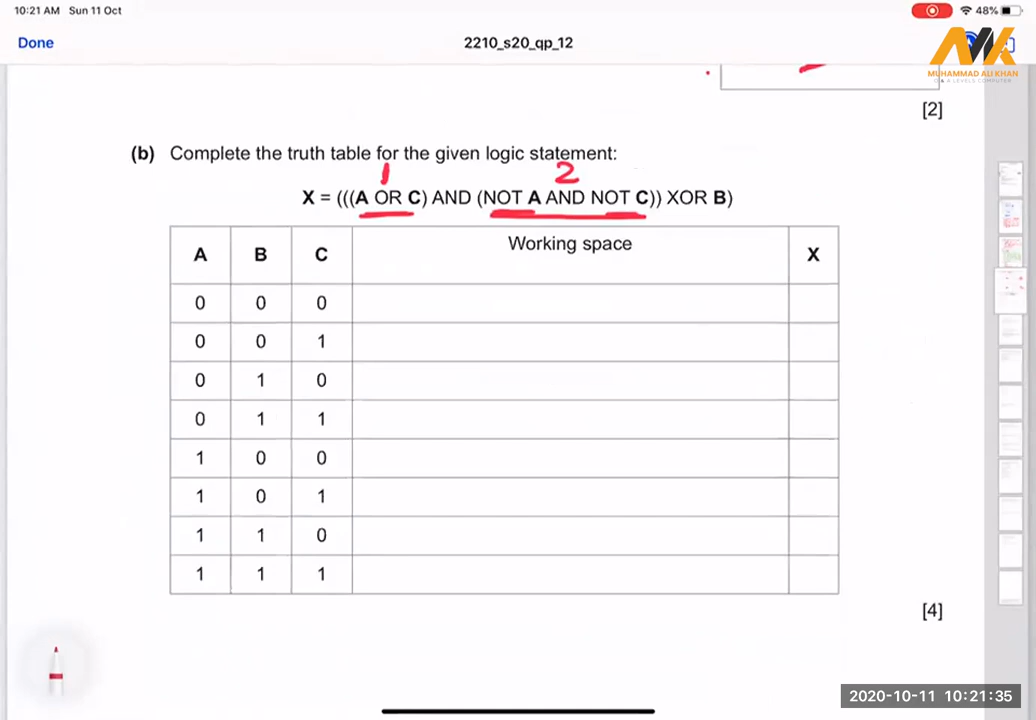 10:21 AM Sun 11 Oct
48%
Done
2210_s20_qp_12
MUHAMMAD ALI KHAN
O & A LEVELS COMPUTER
[2]
(b) Complete the truth table for the given logic statement:
1 2
X = (((A OR C) AND (NOT A AND NOT C)) XOR B)
A B C Working space X
0 0 0
0 0 1
0 1 0
0 1 1
1 0 0
1 0 1
1 1 0
1 1 1
[4]
2020-10-11 10:21:35